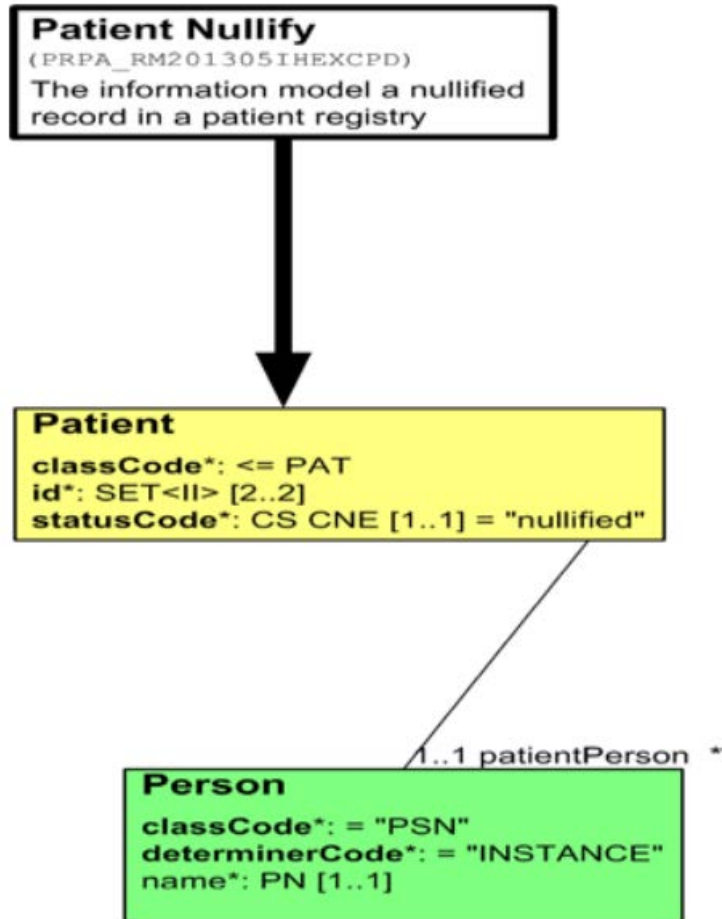 Patient Nullify
(PRPA_RM201305IHEXCPD)
The information model a nullified
record in a patient registry
Patient
classCode*: <= PAT
id*: SET<II> [2..2]
statusCode*: CS CNE [1..1] = "nullified"
1..1 patientPerson *
Person
classCode*: = "PSN"
determinerCode*: = "INSTANCE"
name*: PN [1..1]